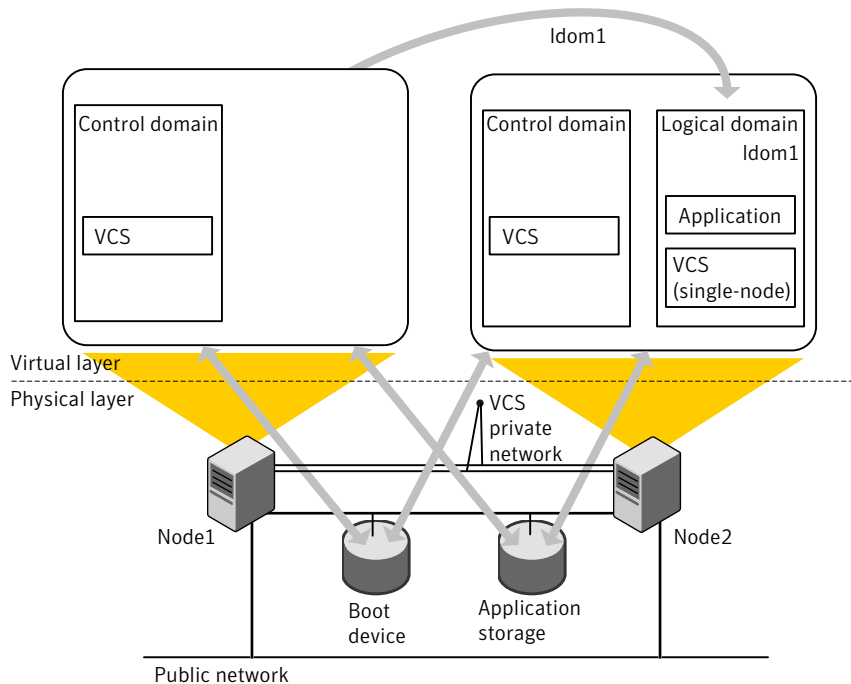 ldom1
Control domain
VCS
Control domain
VCS
Logical domain
ldom1
Application
VCS
(single-node)
Virtual layer
Physical layer
VCS
private
network
Node1
Node2
Boot
device
Application
storage
Public network